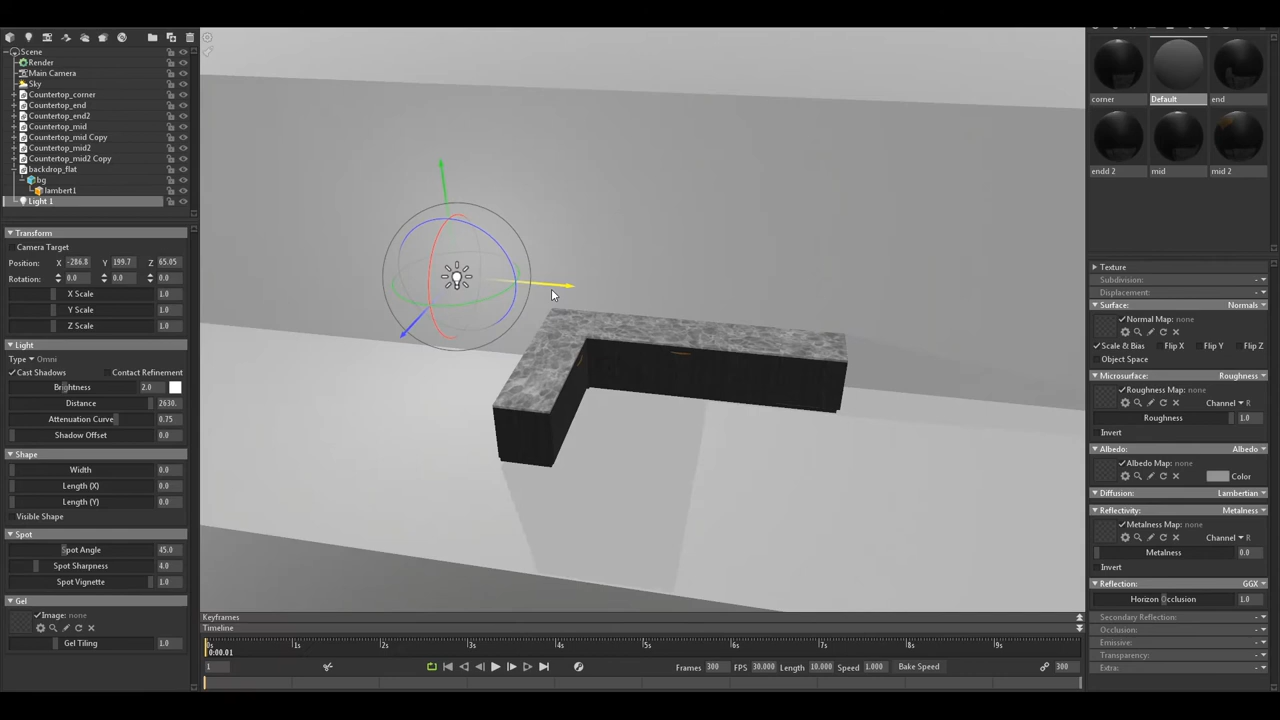 Scene
Render
Main Camera
Sky
Countertop_corner
Countertop_end
Countertop_end2
Countertop_mid
Countertop_mid Copy
Countertop_mid2
Countertop_mid2 Copy
backdrop_flat
bg
lambert1
Light 1
Transform
Camera Target
Position: X -286.8 Y 199.7 Z 65.05
Rotation: 0.0 0.0 0.0
X Scale 1.0
Y Scale 1.0
Z Scale 1.0
Light
Type Omni
Cast Shadows Contact Refinement
Brightness 2.0
Distance 2630.
Attenuation Curve 0.75
Shadow Offset 0.0
Shape
Width 0.0
Length (X) 0.0
Length (Y) 0.0
Visible Shape
Spot
Spot Angle 45.0
Spot Sharpness 4.0
Spot Vignette 1.0
Gel
Image: none
Gel Tiling 1.0
Keyframes
Timeline
0s 1s 2s 3s 4s 5s 6s 7s 8s 9s
0:00.01
1 Frames 300 FPS 30.000 Length 10.000 Speed 1.000 Bake Speed 300
corner Default end
endd 2 mid mid 2
Texture
Subdivision: -
Displacement: -
Surface: Normals
Normal Map: none
Scale & Bias Flip X Flip Y Flip Z
Object Space
Microsurface: Roughness
Roughness Map: none
Channel R
Roughness 1.0
Invert
Albedo: Albedo
Albedo Map: none
Color
Diffusion: Lambertian
Reflectivity: Metalness
Metalness Map: none
Channel R
Metalness 0.0
Invert
Reflection: GGX
Horizon Occlusion 1.0
Secondary Reflection: -
Occlusion: -
Emissive: -
Transparency: -
Extra: -